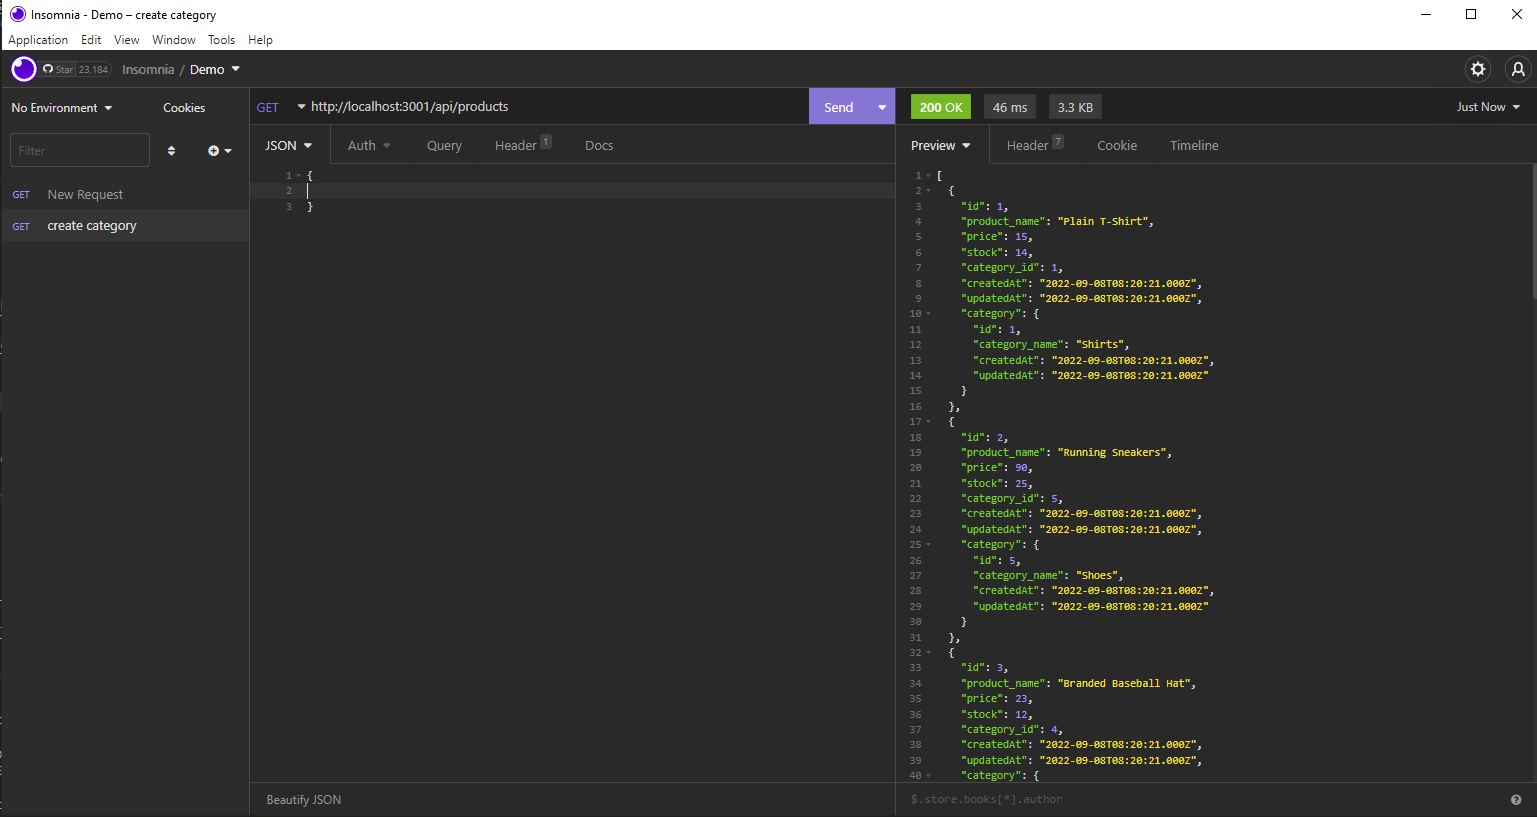 Insomnia - Demo – create category
Application Edit View Window Tools Help
Star 23,184 Insomnia / Demo
No Environment Cookies
Filter
GET New Request
GET create category
GET http://localhost:3001/api/products Send
JSON Auth Query Header 1 Docs
1 {
2
3 }
Beautify JSON
200 OK 46 ms 3.3 KB Just Now
Preview Header 7 Cookie Timeline
1 [
2 {
3 "id": 1,
4 "product_name": "Plain T-Shirt",
5 "price": 15,
6 "stock": 14,
7 "category_id": 1,
8 "createdAt": "2022-09-08T08:20:21.000Z",
9 "updatedAt": "2022-09-08T08:20:21.000Z",
10 "category": {
11 "id": 1,
12 "category_name": "Shirts",
13 "createdAt": "2022-09-08T08:20:21.000Z",
14 "updatedAt": "2022-09-08T08:20:21.000Z"
15 }
16 },
17 {
18 "id": 2,
19 "product_name": "Running Sneakers",
20 "price": 90,
21 "stock": 25,
22 "category_id": 5,
23 "createdAt": "2022-09-08T08:20:21.000Z",
24 "updatedAt": "2022-09-08T08:20:21.000Z",
25 "category": {
26 "id": 5,
27 "category_name": "Shoes",
28 "createdAt": "2022-09-08T08:20:21.000Z",
29 "updatedAt": "2022-09-08T08:20:21.000Z"
30 }
31 },
32 {
33 "id": 3,
34 "product_name": "Branded Baseball Hat",
35 "price": 23,
36 "stock": 12,
37 "category_id": 4,
38 "createdAt": "2022-09-08T08:20:21.000Z",
39 "updatedAt": "2022-09-08T08:20:21.000Z",
40 "category": {
$.store.books[*].author